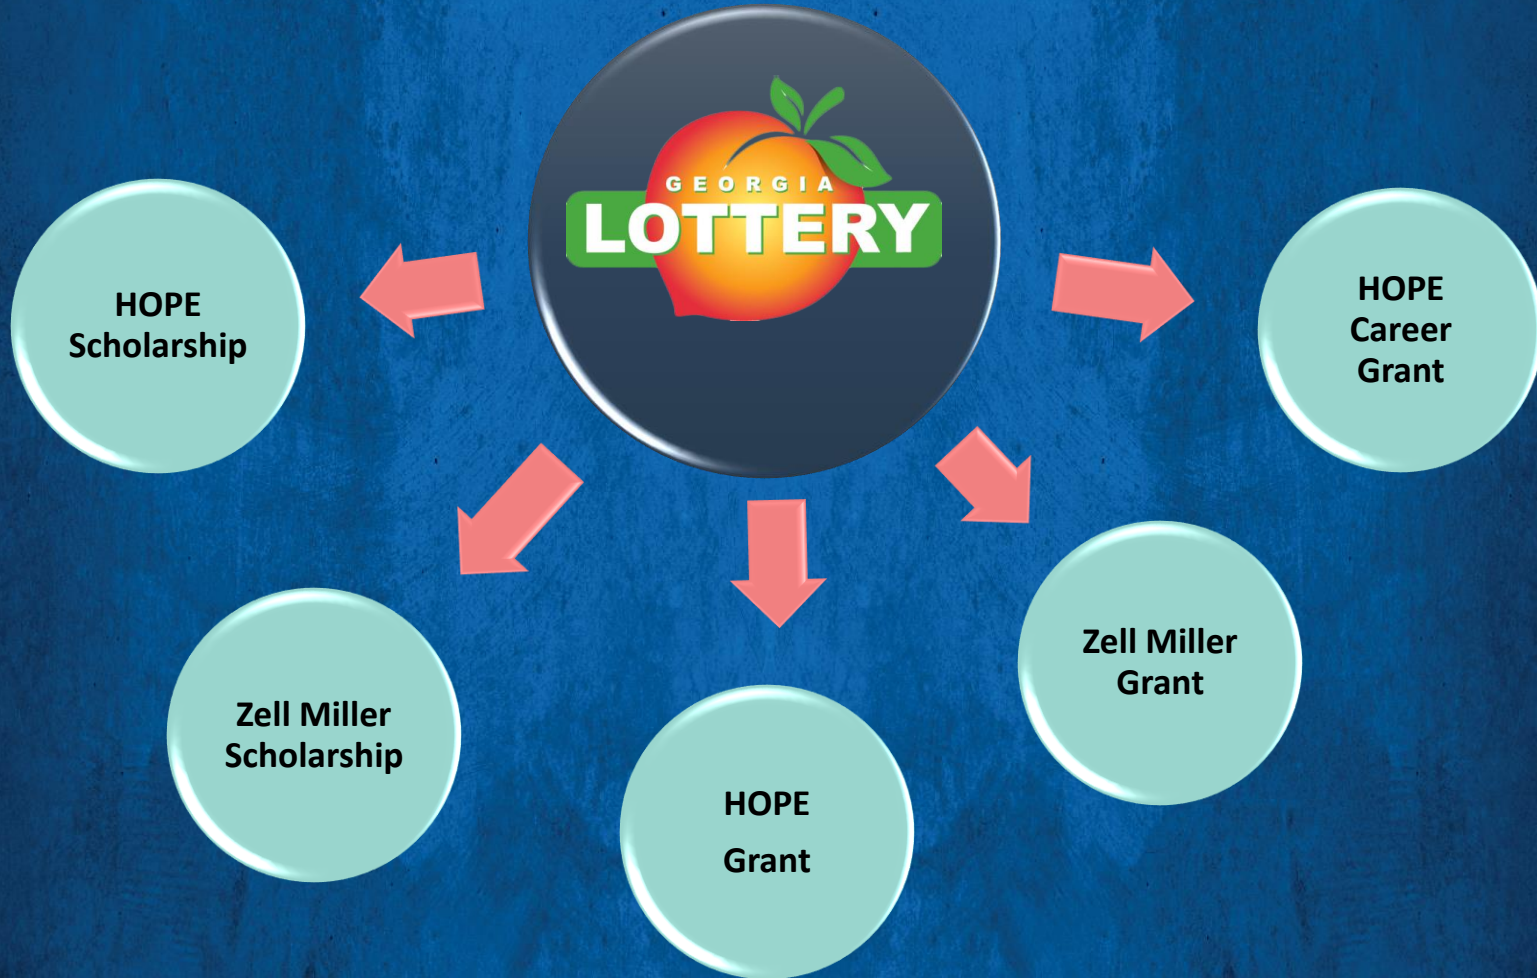 GEORGIA
LOTTERY
HOPE
Scholarship
HOPE
Career
Grant
Zell Miller
Scholarship
HOPE
Grant
Zell Miller
Grant